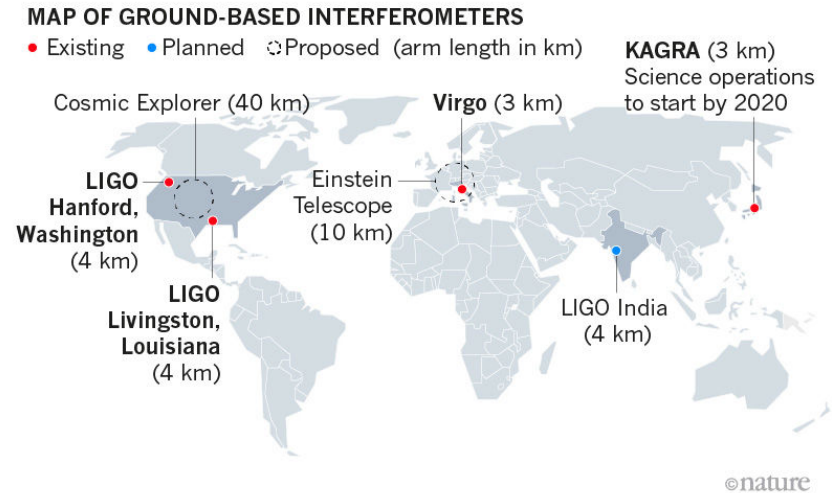 MAP OF GROUND-BASED INTERFEROMETERS
Existing Planned Proposed (arm length in km)
KAGRA (3 km)
Science operations
to start by 2020
Cosmic Explorer (40 km)
Virgo (3 km)
LIGO
Hanford,
Washington
(4 km)
Einstein
Telescope
(10 km)
LIGO
Livingston,
Louisiana
(4 km)
LIGO India
(4 km)
©nature